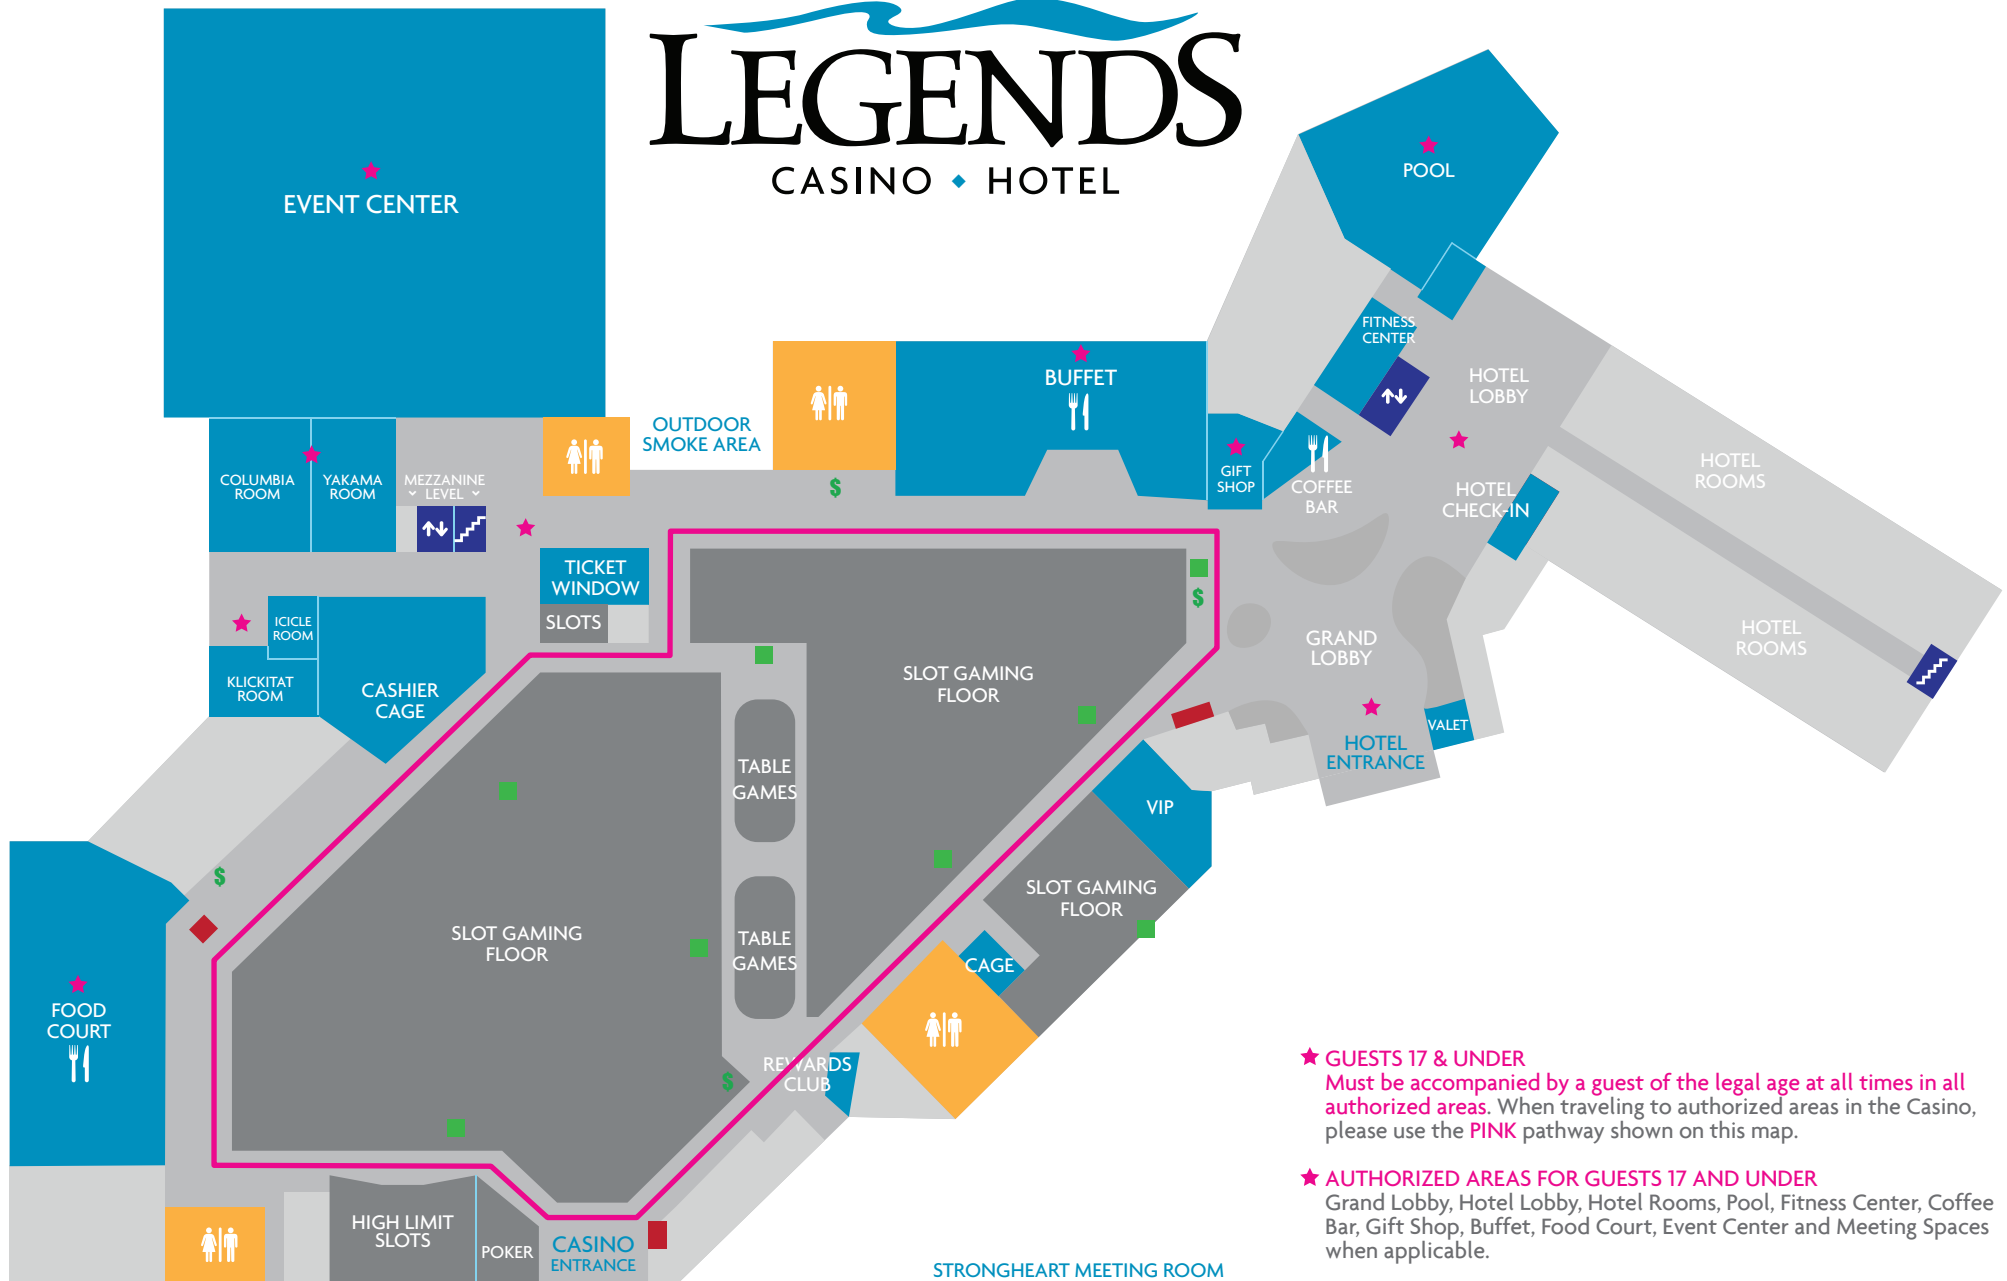 LEGENDS
CASINO ◆ HOTEL
EVENT CENTER
POOL
FITNESS
CENTER
HOTEL
LOBBY
BUFFET
OUTDOOR
SMOKE AREA
COLUMBIA
ROOM
YAKAMA
ROOM
MEZZANINE
LEVEL
$
GIFT
SHOP
COFFEE
BAR
HOTEL
CHECK-IN
HOTEL
ROOMS
TICKET
WINDOW
SLOTS
$
ICICLE
ROOM
KLICKITAT
ROOM
CASHIER
CAGE
SLOT GAMING
FLOOR
GRAND
LOBBY
HOTEL
ROOMS
HOTEL
ENTRANCE
VALET
TABLE
GAMES
VIP
$
SLOT GAMING
FLOOR
SLOT GAMING
FLOOR
TABLE
GAMES
CAGE
FOOD
COURT
REWARDS
CLUB
$
HIGH LIMIT
SLOTS
POKER
CASINO
ENTRANCE
STRONGHEART MEETING ROOM
GUESTS 17 & UNDER
Must be accompanied by a guest of the legal age at all times in all
authorized areas. When traveling to authorized areas in the Casino,
please use the PINK pathway shown on this map.
AUTHORIZED AREAS FOR GUESTS 17 AND UNDER
Grand Lobby, Hotel Lobby, Hotel Rooms, Pool, Fitness Center, Coffee
Bar, Gift Shop, Buffet, Food Court, Event Center and Meeting Spaces
when applicable.